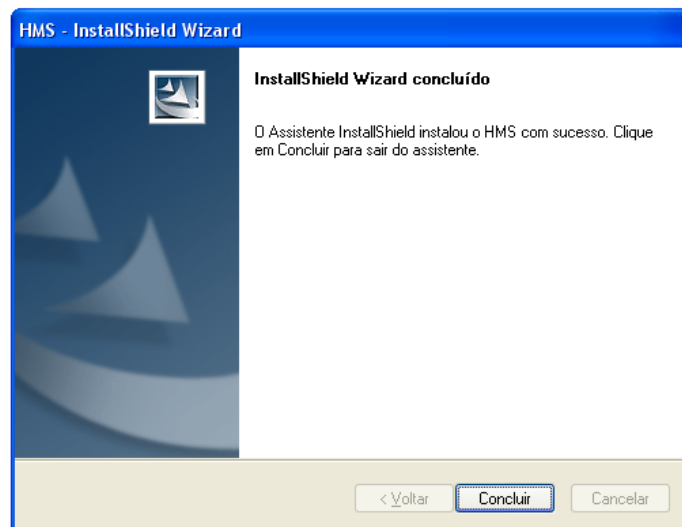 HMS - InstallShield Wizard
InstallShield Wizard concluído
O Assistente InstallShield instalou o HMS com sucesso. Clique
em Concluir para sair do assistente.
< Voltar Concluir Cancelar